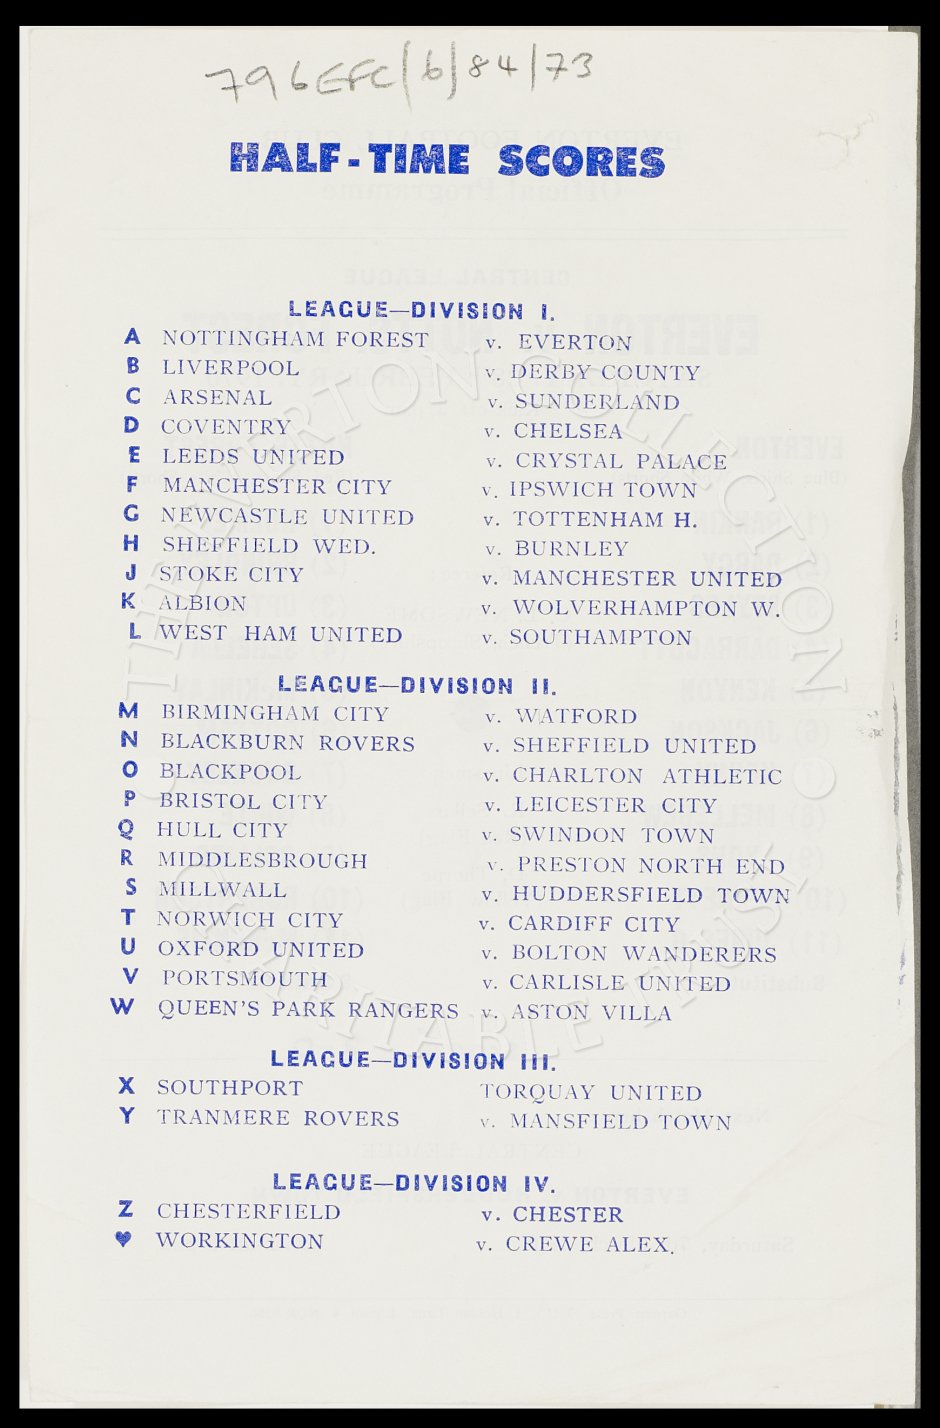 796EFC/6/84/73
HALF-TIME SCORES
LEAGUE—DIVISION I.
A NOTTINGHAM FOREST v. EVERTON
B LIVERPOOL v. DERBY COUNTY
C ARSENAL v. SUNDERLAND
D COVENTRY v. CHELSEA
E LEEDS UNITED v. CRYSTAL PALACE
F MANCHESTER CITY v. IPSWICH TOWN
G NEWCASTLE UNITED v. TOTTENHAM H.
H SHEFFIELD WED. v. BURNLEY
J STOKE CITY v. MANCHESTER UNITED
K ALBION v. WOLVERHAMPTON W.
L WEST HAM UNITED v. SOUTHAMPTON
LEAGUE—DIVISION II.
M BIRMINGHAM CITY v. WATFORD
N BLACKBURN ROVERS v. SHEFFIELD UNITED
O BLACKPOOL v. CHARLTON ATHLETIC
P BRISTOL CITY v. LEICESTER CITY
Q HULL CITY v. SWINDON TOWN
R MIDDLESBROUGH v. PRESTON NORTH END
S MILLWALL v. HUDDERSFIELD TOWN
T NORWICH CITY v. CARDIFF CITY
U OXFORD UNITED v. BOLTON WANDERERS
V PORTSMOUTH v. CARLISLE UNITED
W QUEEN'S PARK RANGERS v. ASTON VILLA
LEAGUE—DIVISION III.
X SOUTHPORT TORQUAY UNITED
Y TRANMERE ROVERS v. MANSFIELD TOWN
LEAGUE—DIVISION IV.
Z CHESTERFIELD v. CHESTER
♥ WORKINGTON v. CREWE ALEX.
THE EVERTON COLLECTION
CHARITABLE TRUST